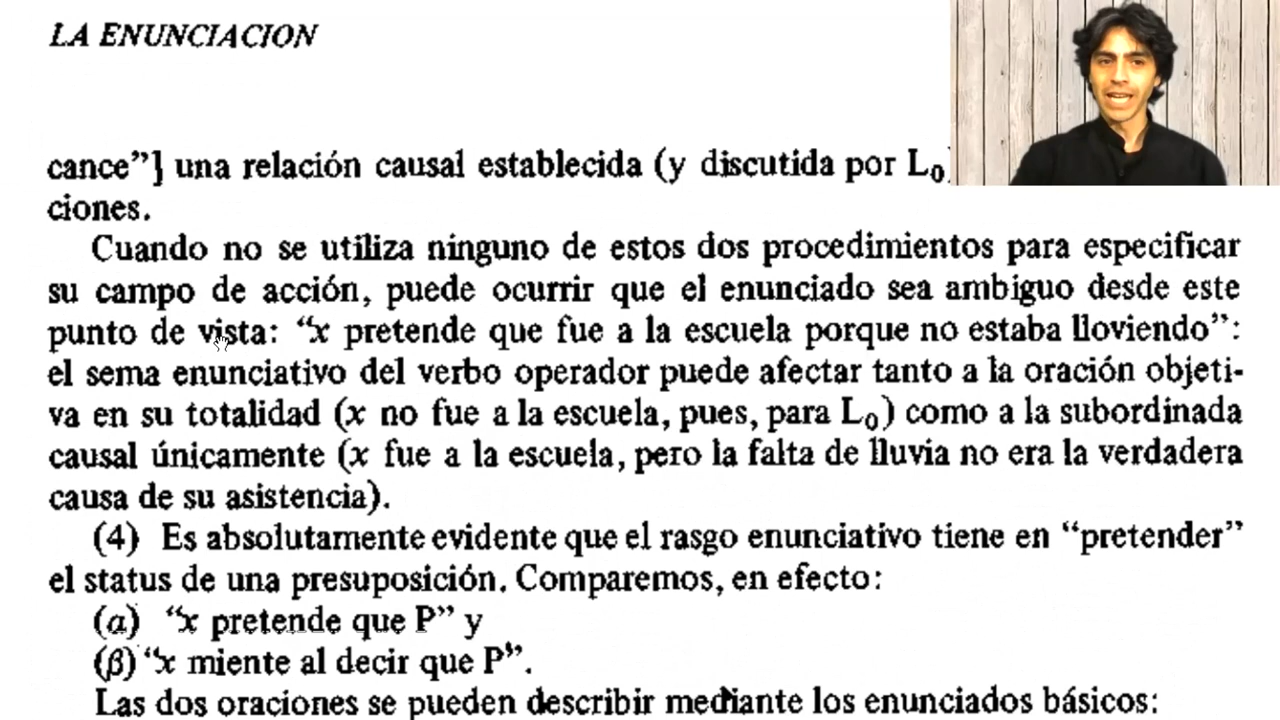 LA ENUNCIACION
cance”] una relación causal establecida (y discutida por L₀
ciones.
Cuando no se utiliza ninguno de estos dos procedimientos para especificar
su campo de acción, puede ocurrir que el enunciado sea ambiguo desde este
punto de vista: “x pretende que fue a la escuela porque no estaba lloviendo”:
el sema enunciativo del verbo operador puede afectar tanto a la oración objeti-
va en su totalidad (x no fue a la escuela, pues, para L₀) como a la subordinada
causal únicamente (x fue a la escuela, pero la falta de lluvia no era la verdadera
causa de su asistencia).
(4) Es absolutamente evidente que el rasgo enunciativo tiene en “pretender”
el status de una presuposición. Comparemos, en efecto:
(α) “x pretende que P” y
(β) “x miente al decir que P”.
Las dos oraciones se pueden describir mediante los enunciados básicos: